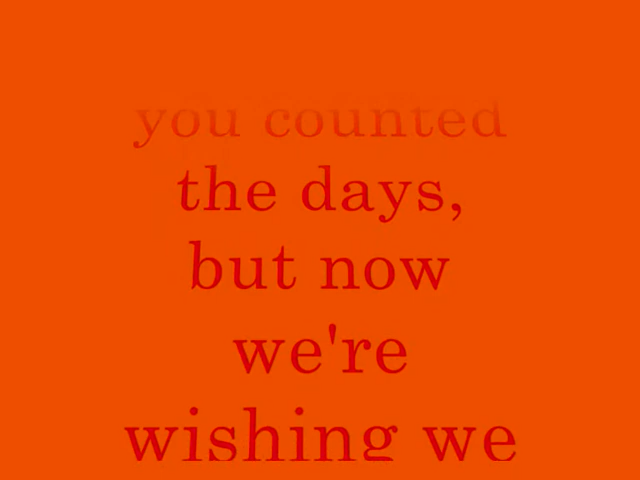 you counted
the days,
but now
we're
wishing we